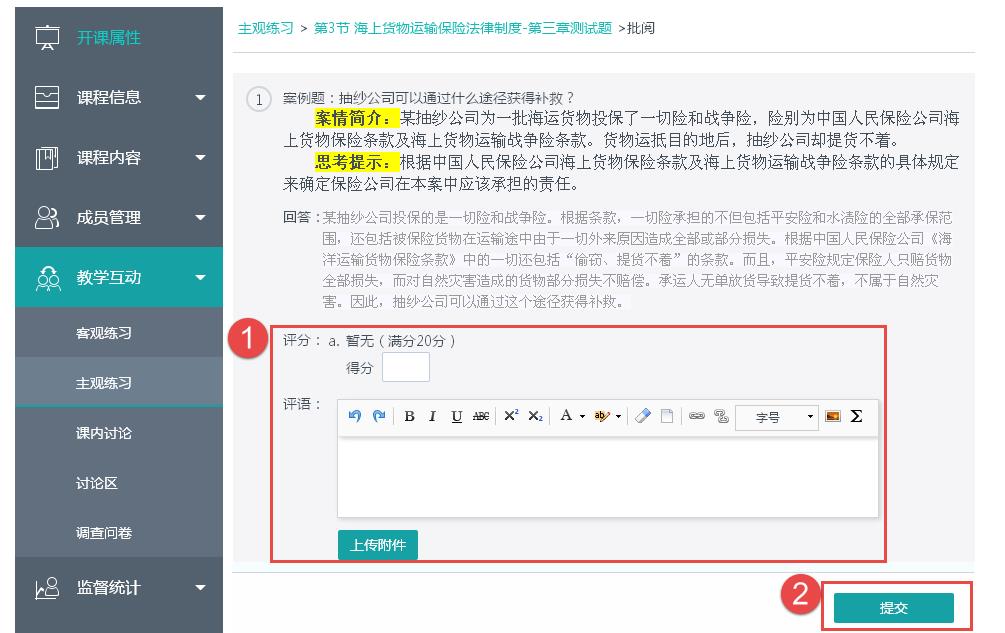 开课属性
课程信息
课程内容
成员管理
教学互动
客观练习
主观练习
课内讨论
讨论区
调查问卷
监督统计
主观练习 > 第3节 海上货物运输保险法律制度-第三章测试题 >批阅
1 案例题：抽纱公司可以通过什么途径获得补救？
案情简介：某抽纱公司为一批海运货物投保了一切险和战争险，险别为中国人民保险公司海
上货物保险条款及海上货物运输战争险条款。货物运抵目的地后，抽纱公司却提货不着。
思考提示：根据中国人民保险公司海上货物保险条款及海上货物运输战争险条款的具体规定
来确定保险公司在本案中应该承担的责任。
回答：某抽纱公司投保的是一切险和战争险。根据条款，一切险承担的不但包括平安险和水渍险的全部承保范
围，还包括被保险货物在运输途中由于一切外来原因造成全部或部分损失。根据中国人民保险公司《海
洋运输货物保险条款》中的一切还包括“偷窃、提货不着”的条款。而且，平安险规定保险人只赔货物
全部损失，而对自然灾害造成的货物部分损失不赔偿。承运人无单放货导致提货不着，不属于自然灾
害。因此，抽纱公司可以通过这个途径获得补救。
1
评分： a. 暂无（满分20分）
得分
评语：
B I U ABC X² X₂ A ab 字号 Σ
上传附件
2
提交